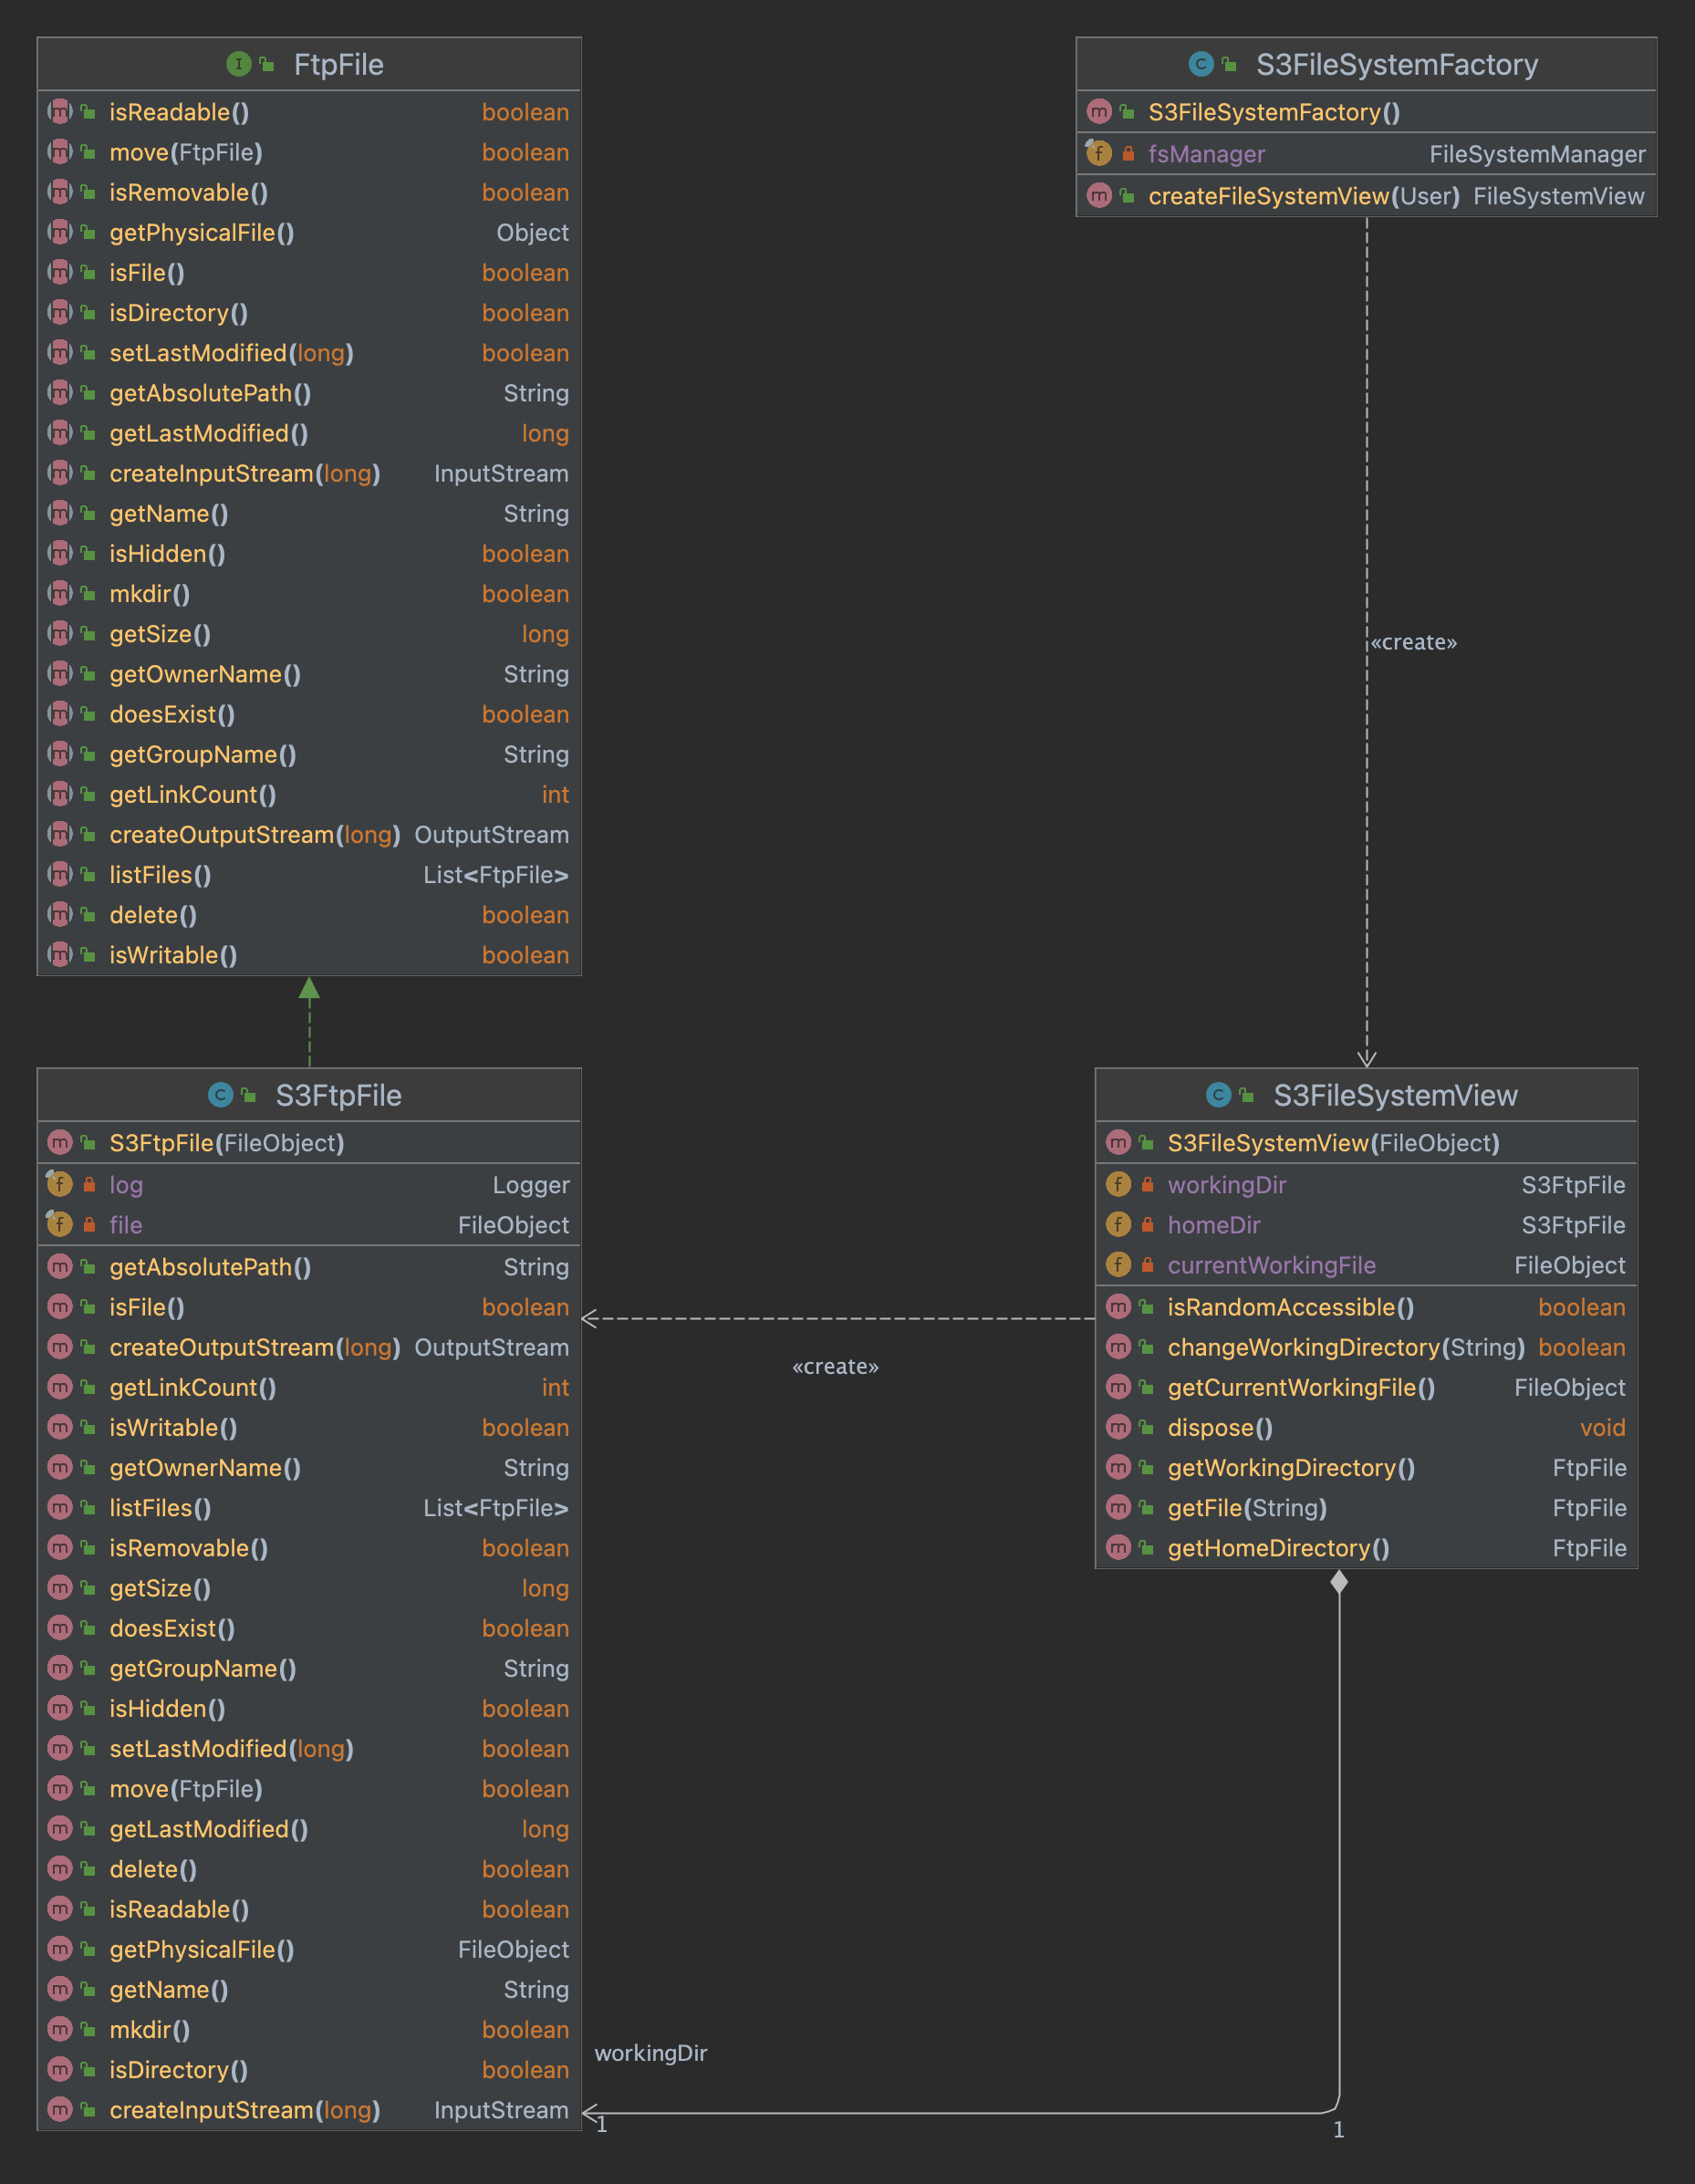 FtpFile
isReadable() boolean
move(FtpFile) boolean
isRemovable() boolean
getPhysicalFile() Object
isFile() boolean
isDirectory() boolean
setLastModified(long) boolean
getAbsolutePath() String
getLastModified() long
createInputStream(long) InputStream
getName() String
isHidden() boolean
mkdir() boolean
getSize() long
getOwnerName() String
doesExist() boolean
getGroupName() String
getLinkCount() int
createOutputStream(long) OutputStream
listFiles() List<FtpFile>
delete() boolean
isWritable() boolean
S3FileSystemFactory
S3FileSystemFactory()
fsManager FileSystemManager
createFileSystemView(User) FileSystemView
«create»
S3FtpFile
S3FtpFile(FileObject)
log Logger
file FileObject
getAbsolutePath() String
isFile() boolean
createOutputStream(long) OutputStream
getLinkCount() int
isWritable() boolean
getOwnerName() String
listFiles() List<FtpFile>
isRemovable() boolean
getSize() long
doesExist() boolean
getGroupName() String
isHidden() boolean
setLastModified(long) boolean
move(FtpFile) boolean
getLastModified() long
delete() boolean
isReadable() boolean
getPhysicalFile() FileObject
getName() String
mkdir() boolean
isDirectory() boolean
createInputStream(long) InputStream
«create»
S3FileSystemView
S3FileSystemView(FileObject)
workingDir S3FtpFile
homeDir S3FtpFile
currentWorkingFile FileObject
isRandomAccessible() boolean
changeWorkingDirectory(String) boolean
getCurrentWorkingFile() FileObject
dispose() void
getWorkingDirectory() FtpFile
getFile(String) FtpFile
getHomeDirectory() FtpFile
workingDir
1
1